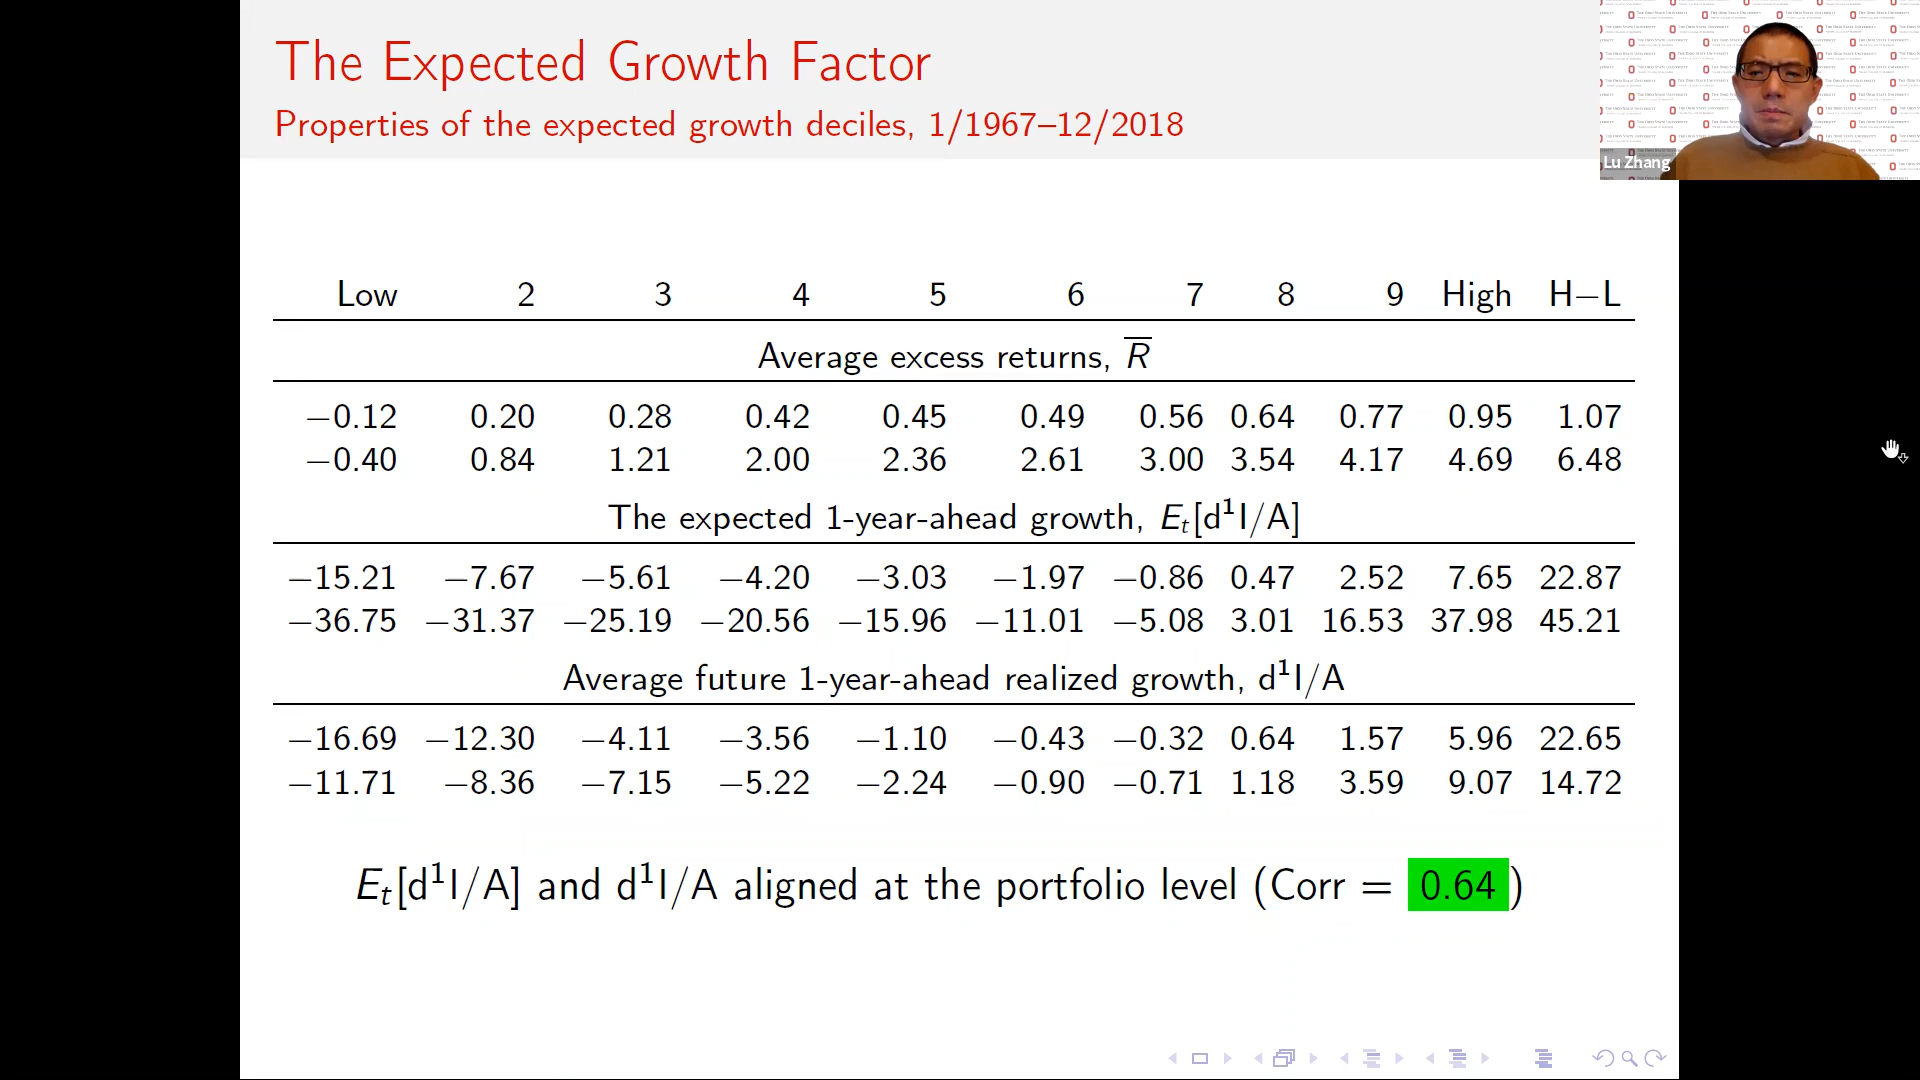 The Expected Growth Factor
Properties of the expected growth deciles, 1/1967–12/2018
Lu Zhang
Low 2 3 4 5 6 7 8 9 High H−L
Average excess returns, R̅
−0.12 0.20 0.28 0.42 0.45 0.49 0.56 0.64 0.77 0.95 1.07
−0.40 0.84 1.21 2.00 2.36 2.61 3.00 3.54 4.17 4.69 6.48
The expected 1-year-ahead growth, Eₜ[d¹I/A]
−15.21 −7.67 −5.61 −4.20 −3.03 −1.97 −0.86 0.47 2.52 7.65 22.87
−36.75 −31.37 −25.19 −20.56 −15.96 −11.01 −5.08 3.01 16.53 37.98 45.21
Average future 1-year-ahead realized growth, d¹I/A
−16.69 −12.30 −4.11 −3.56 −1.10 −0.43 −0.32 0.64 1.57 5.96 22.65
−11.71 −8.36 −7.15 −5.22 −2.24 −0.90 −0.71 1.18 3.59 9.07 14.72
Eₜ[d¹I/A] and d¹I/A aligned at the portfolio level (Corr = 0.64)